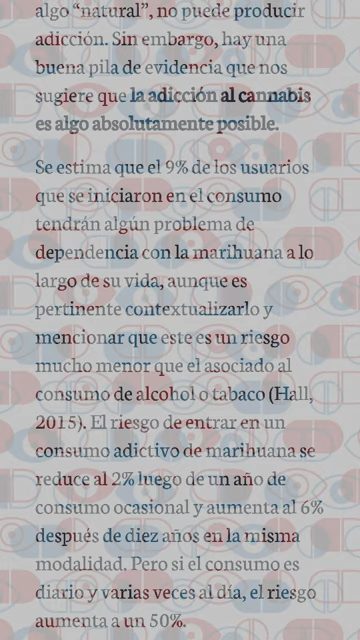 algo “natural”, no puede producir
adicción. Sin embargo, hay una
buena pila de evidencia que nos
sugiere que la adicción al cannabis
es algo absolutamente posible.
Se estima que el 9% de los usuarios
que se iniciaron en el consumo
tendrán algún problema de
dependencia con la marihuana a lo
largo de su vida, aunque es
pertinente contextualizarlo y
mencionar que este es un riesgo
mucho menor que el asociado al
consumo de alcohol o tabaco (Hall,
2015). El riesgo de entrar en un
consumo adictivo de marihuana se
reduce al 2% luego de un año de
consumo ocasional y aumenta al 6%
después de diez años en la misma
modalidad. Pero si el consumo es
diario y varias veces al día, el riesgo
aumenta a un 50%.